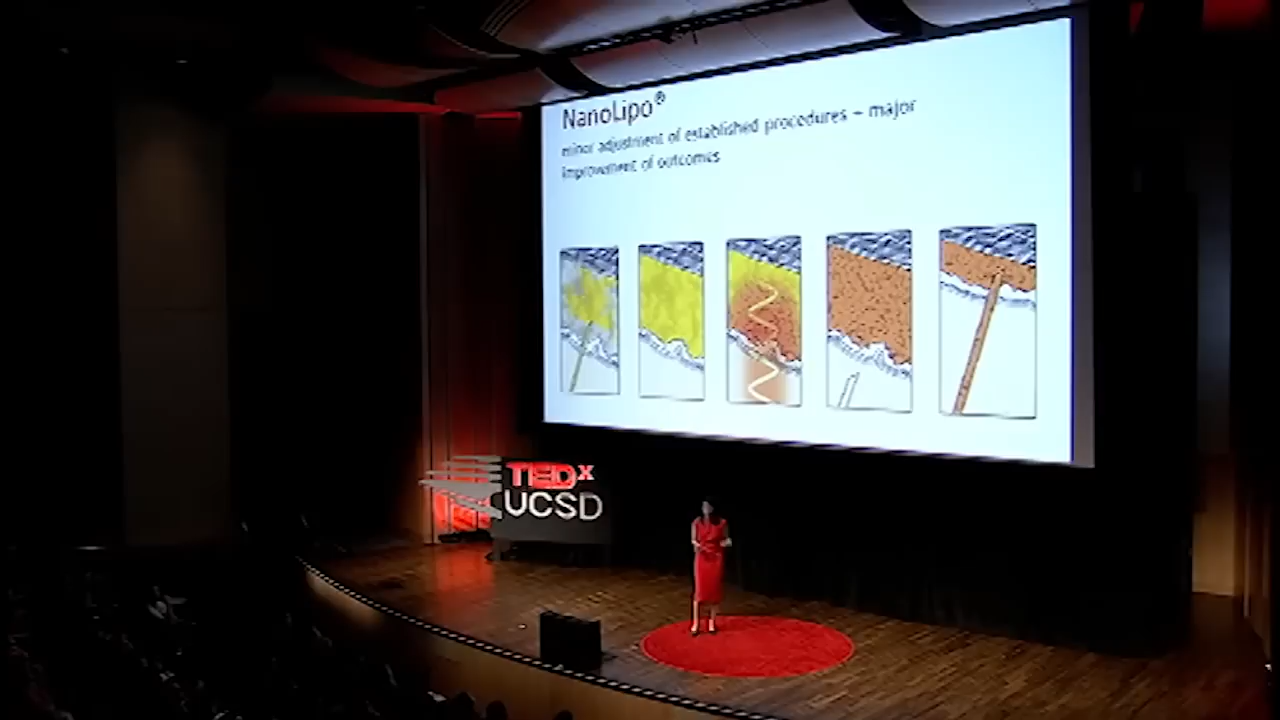 NanoLipo®
minor adjustment of established procedures – major
improvement of outcomes
TEDx
UCSD